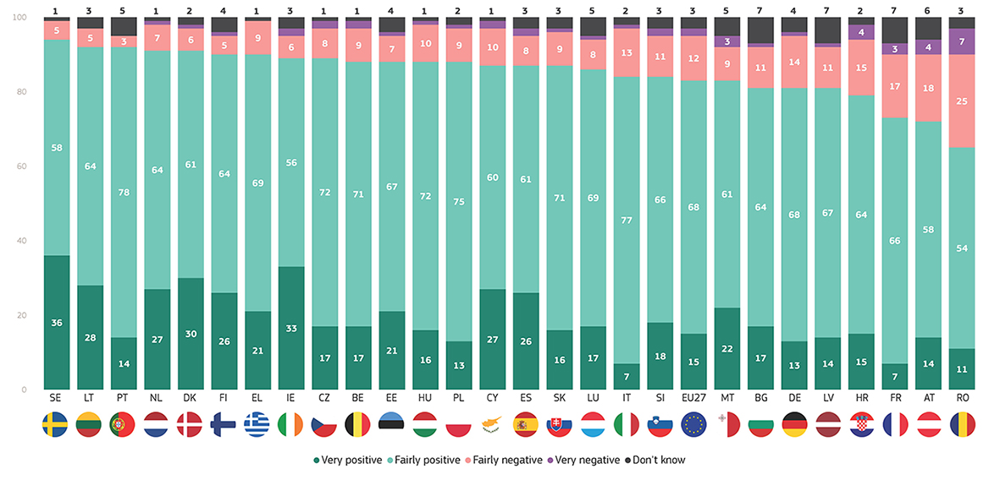 1 3 5 1 2 4 1 3 1 1 4 1 2 1 3 3 5 2 3 3 5 7 4 7 2 7 6 3
100
80
60
40
20
0
5 5 3 7 6 5 9 6 8 9 7 10 9 10 8 9 8 13 11 12 3 9 11 14 11 4 15 3 17 4 18 7 25
58 64 78 64 61 64 69 56 72 71 67 72 75 60 61 71 69 77 66 68 61 64 68 67 64 66 58 54
36 28 14 27 30 26 21 33 17 17 21 16 13 27 26 16 17 7 18 15 22 17 13 14 15 7 14 11
SE LT PT NL DK FI EL IE CZ BE EE HU PL CY ES SK LU IT SI EU27 MT BG DE LV HR FR AT RO
Very positive Fairly positive Fairly negative Very negative Don't know